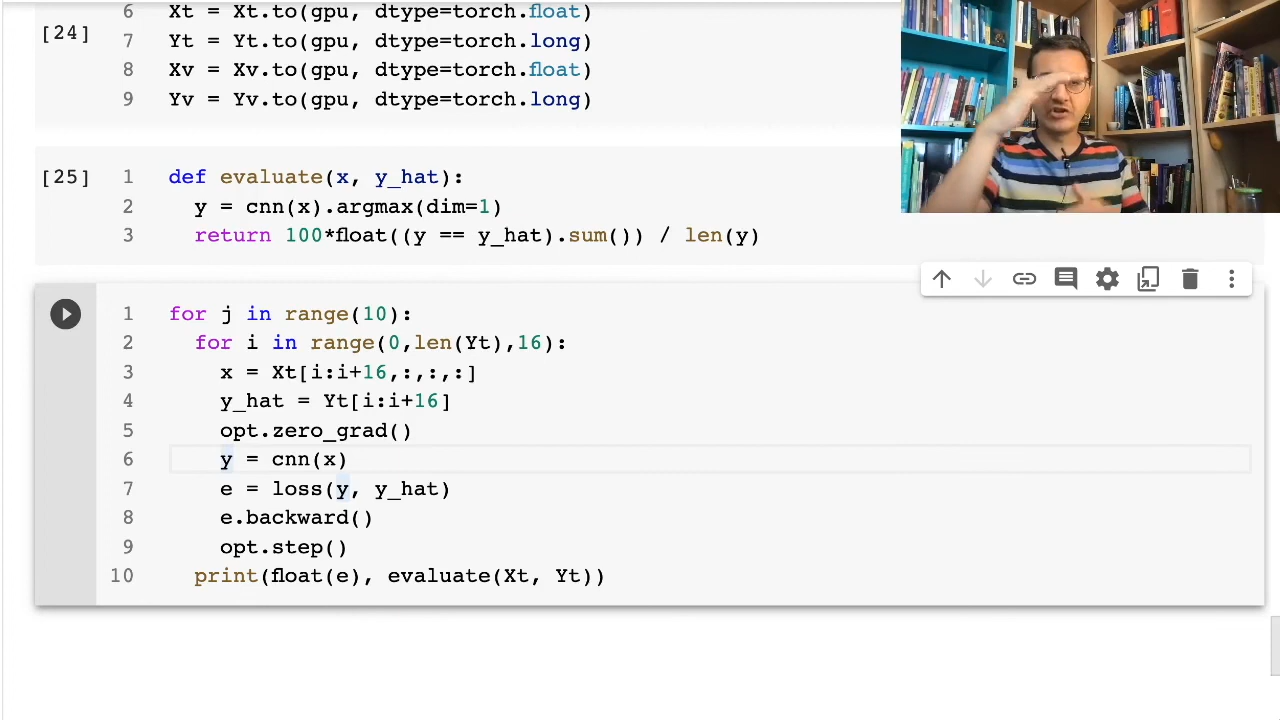 [24]
6 Xt = Xt.to(gpu, dtype=torch.float)
7 Yt = Yt.to(gpu, dtype=torch.long)
8 Xv = Xv.to(gpu, dtype=torch.float)
9 Yv = Yv.to(gpu, dtype=torch.long)
[25]
1 def evaluate(x, y_hat):
2 y = cnn(x).argmax(dim=1)
3 return 100*float((y == y_hat).sum()) / len(y)
1 for j in range(10):
2 for i in range(0,len(Yt),16):
3 x = Xt[i:i+16,:,:,:]
4 y_hat = Yt[i:i+16]
5 opt.zero_grad()
6 y = cnn(x)
7 e = loss(y, y_hat)
8 e.backward()
9 opt.step()
10 print(float(e), evaluate(Xt, Yt))